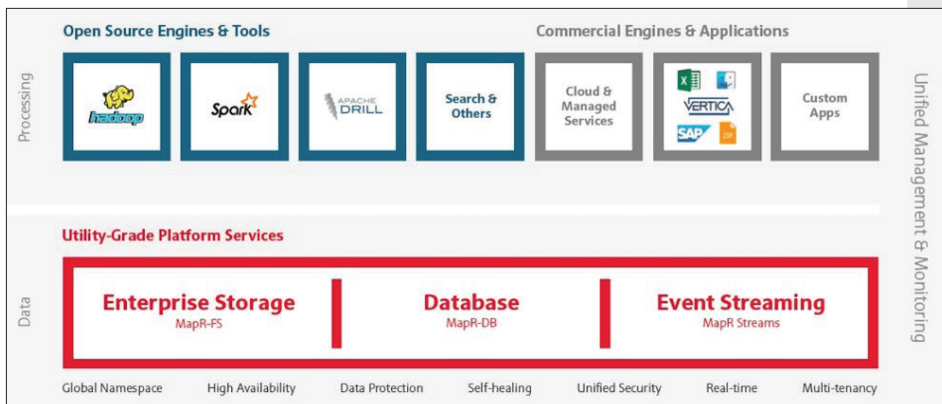 Open Source Engines & Tools
Commercial Engines & Applications
Processing
hadoop
Spark
APACHE
DRILL
Search &
Others
Cloud &
Managed
Services
X
VERTICA
SAP
ZIP
Custom
Apps
Unified Management & Monitoring
Utility-Grade Platform Services
Data
Enterprise Storage
MapR-FS
Database
MapR-DB
Event Streaming
MapR Streams
Global Namespace
High Availability
Data Protection
Self-healing
Unified Security
Real-time
Multi-tenancy